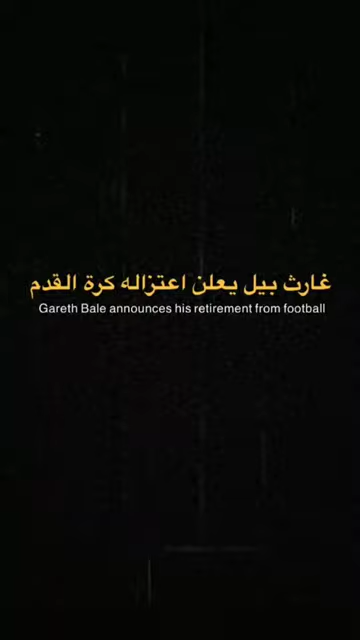 غارث بيل يعلن اعتزاله كرة القدم
Gareth Bale announces his retirement from football